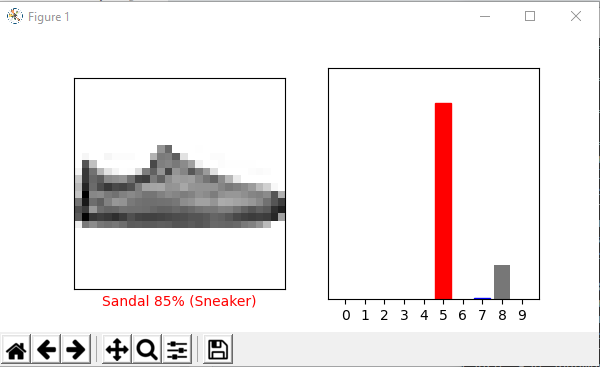 Figure 1
Sandal 85% (Sneaker)
0 1 2 3 4 5 6 7 8 9